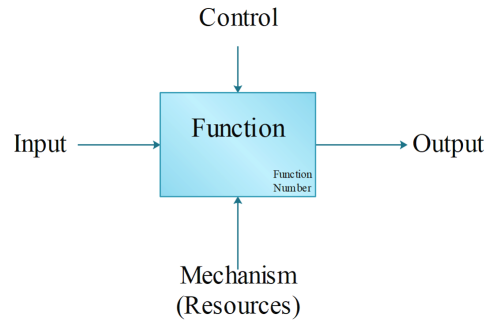 Control
Function
Input
Output
Function
Number
Mechanism
(Resources)